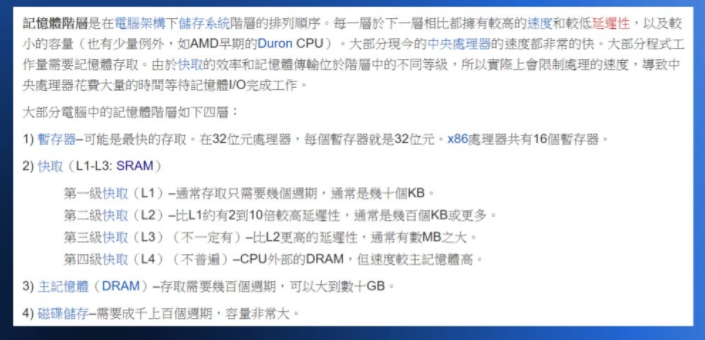 記憶體階層是在電腦架構下儲存系統階層的排列順序。每一層於下一層相比都擁有較高的速度和較低延遲性，以及較
小的容量（也有少量例外，如AMD早期的Duron CPU）。大部分現今的中央處理器的速度都非常的快。大部分程式工
作量需要記憶體存取。由於快取的效率和記憶體傳輸位於階層中的不同等級，所以實際上會限制處理的速度，導致中
央處理器花費大量的時間等待記憶體I/O完成工作。
大部分電腦中的記憶體階層如下四層：
1) 暫存器–可能是最快的存取。在32位元處理器，每個暫存器就是32位元。x86處理器共有16個暫存器。
2) 快取（L1-L3: SRAM）
第一級快取（L1）–通常存取只需要幾個週期，通常是幾十個KB。
第二級快取（L2）–比L1約有2到10倍較高延遲性，通常是幾百個KB或更多。
第三級快取（L3）（不一定有）–比L2更高的延遲性，通常有數MB之大。
第四級快取（L4）（不普遍）–CPU外部的DRAM，但速度較主記憶體高。
3) 主記憶體（DRAM）–存取需要幾百個週期，可以大到數十GB。
4) 磁碟儲存–需要成千上百個週期，容量非常大。